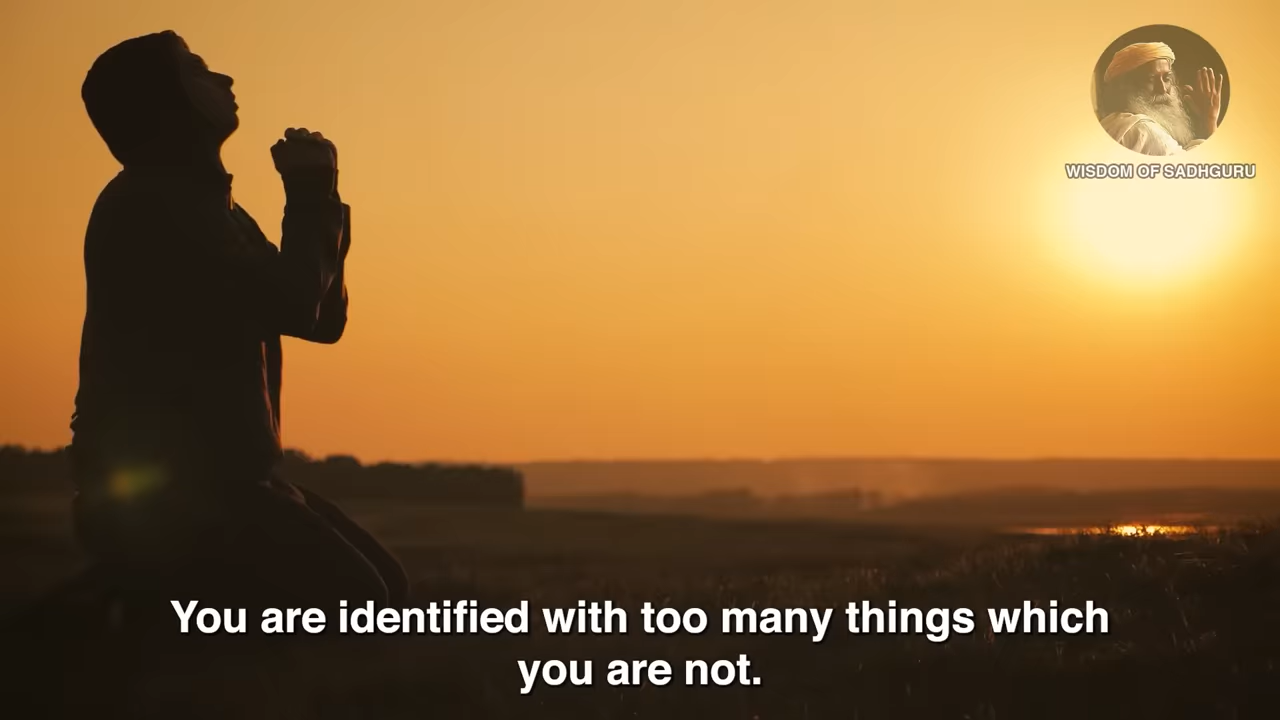 WISDOM OF SADHGURU
You are identified with too many things which
you are not.